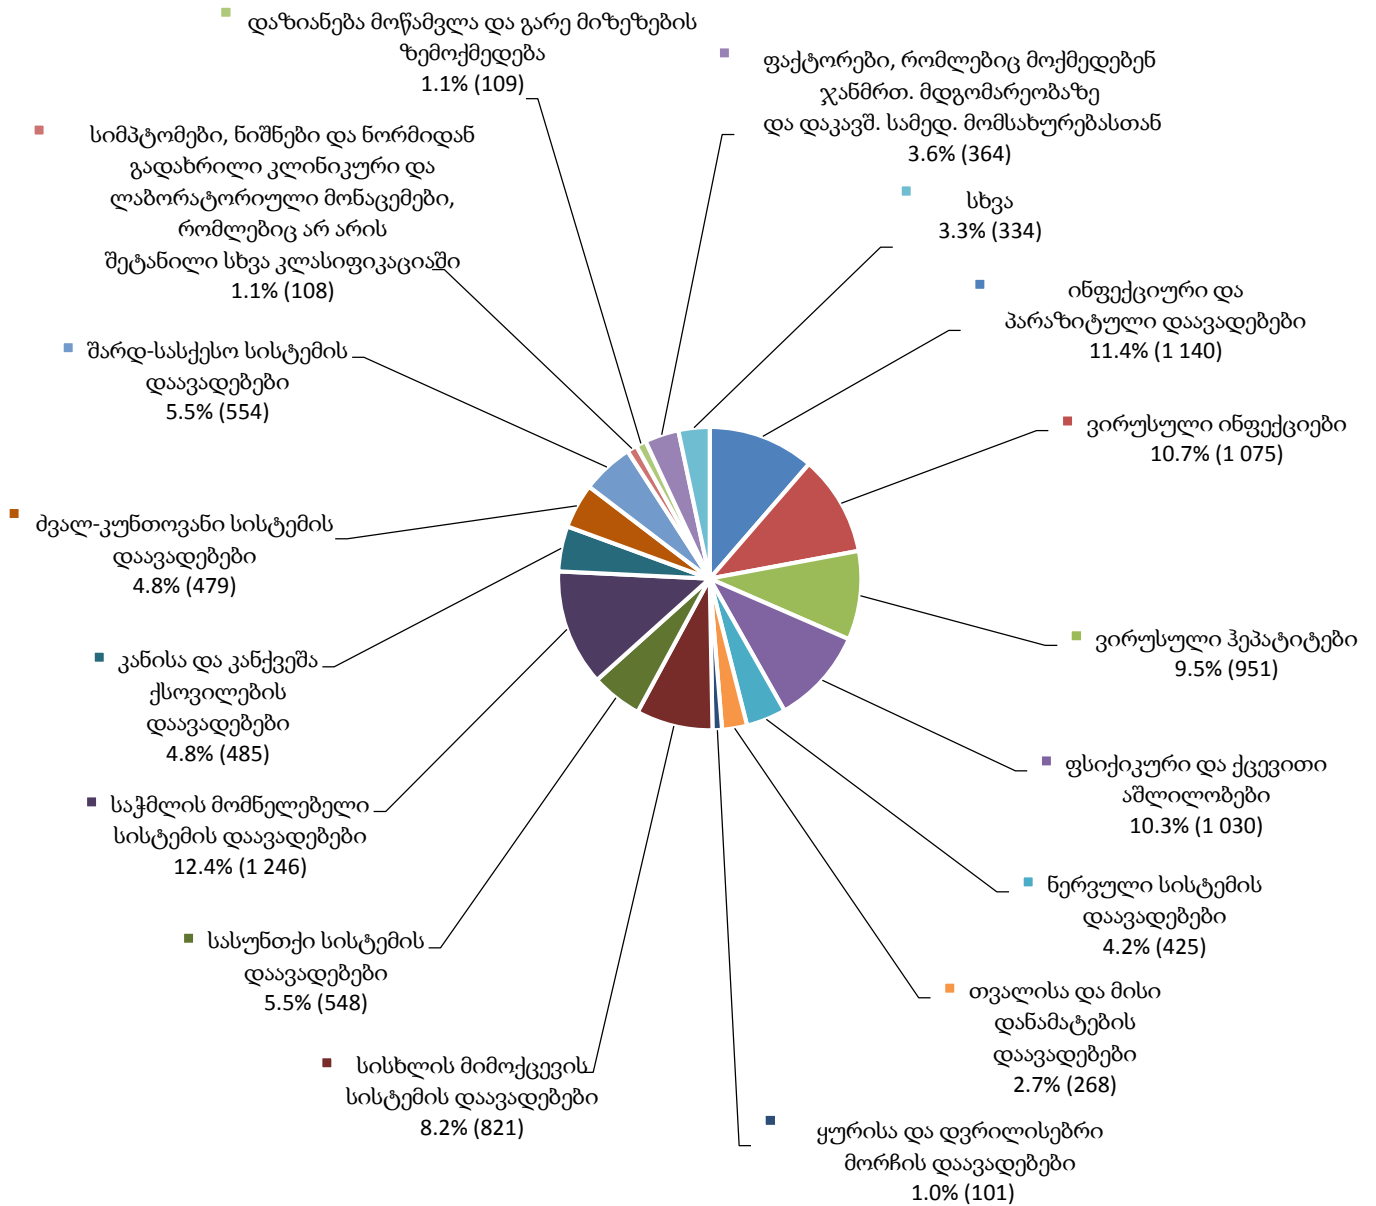 დაზიანება მოწამვლა და გარე მიზეზების
ზემოქმედება
1.1% (109)
ფაქტორები, რომლებიც მოქმედებენ
ჯანმრთ. მდგომარეობაზე
და დაკავშ. სამედ. მომსახურებასთან
3.6% (364)
სიმპტომები, ნიშნები და ნორმიდან
გადახრილი კლინიკური და
ლაბორატორიული მონაცემები,
რომლებიც არ არის
შეტანილი სხვა კლასიფიკაციაში
1.1% (108)
სხვა
3.3% (334)
ინფექციური და
პარაზიტული დაავადებები
11.4% (1 140)
შარდ-სასქესო სისტემის
დაავადებები
5.5% (554)
ვირუსული ინფექციები
10.7% (1 075)
ძვალ-კუნთოვანი სისტემის
დაავადებები
4.8% (479)
ვირუსული ჰეპატიტები
9.5% (951)
კანისა და კანქვეშა
ქსოვილების
დაავადებები
4.8% (485)
ფსიქიკური და ქცევითი
აშლილობები
10.3% (1 030)
საჭმლის მომნელებელი
სისტემის დაავადებები
12.4% (1 246)
ნერვული სისტემის
დაავადებები
4.2% (425)
სასუნთქი სისტემის
დაავადებები
5.5% (548)
თვალისა და მისი
დანამატების
დაავადებები
2.7% (268)
სისხლის მიმოქცევის
სისტემის დაავადებები
8.2% (821)
ყურისა და დვრილისებრი
მორჩის დაავადებები
1.0% (101)